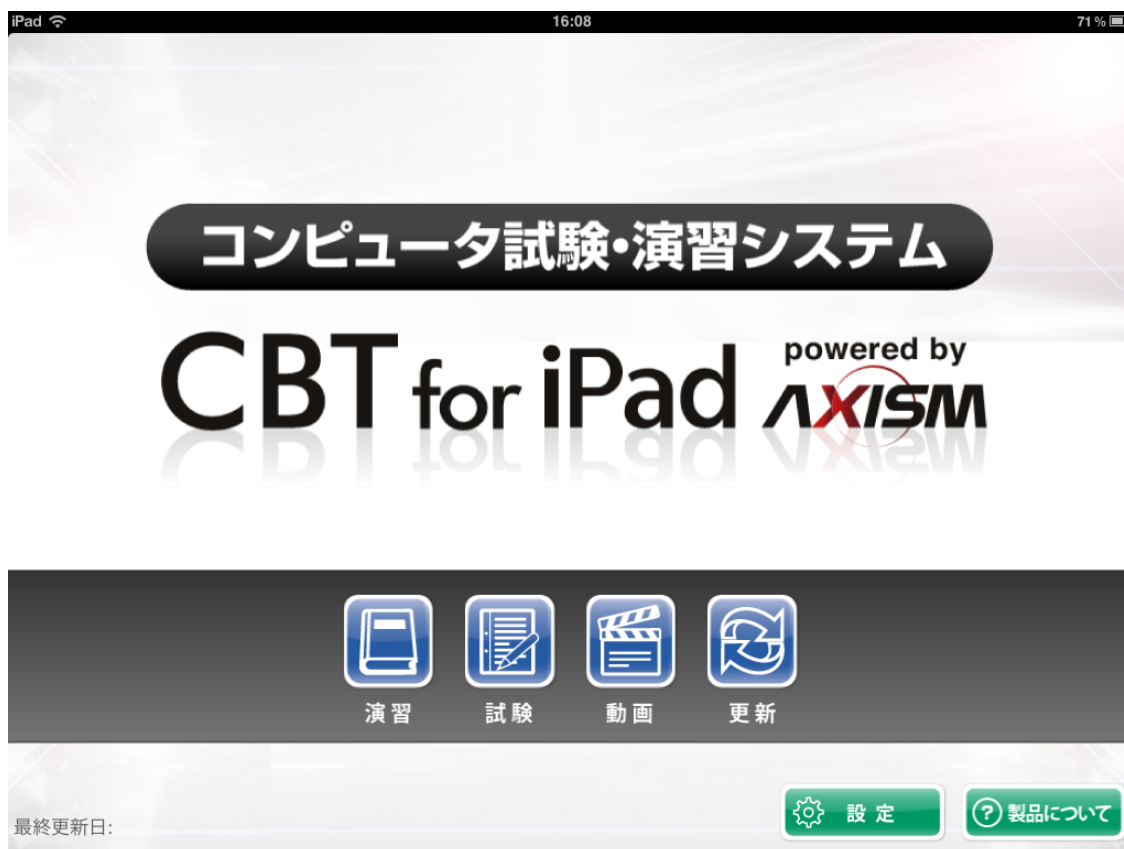 iPad 16:08 71%
コンピュータ試験・演習システム
CBT for iPad powered by
AXISM
演習 試験 動画 更新
設定 製品について
最終更新日: